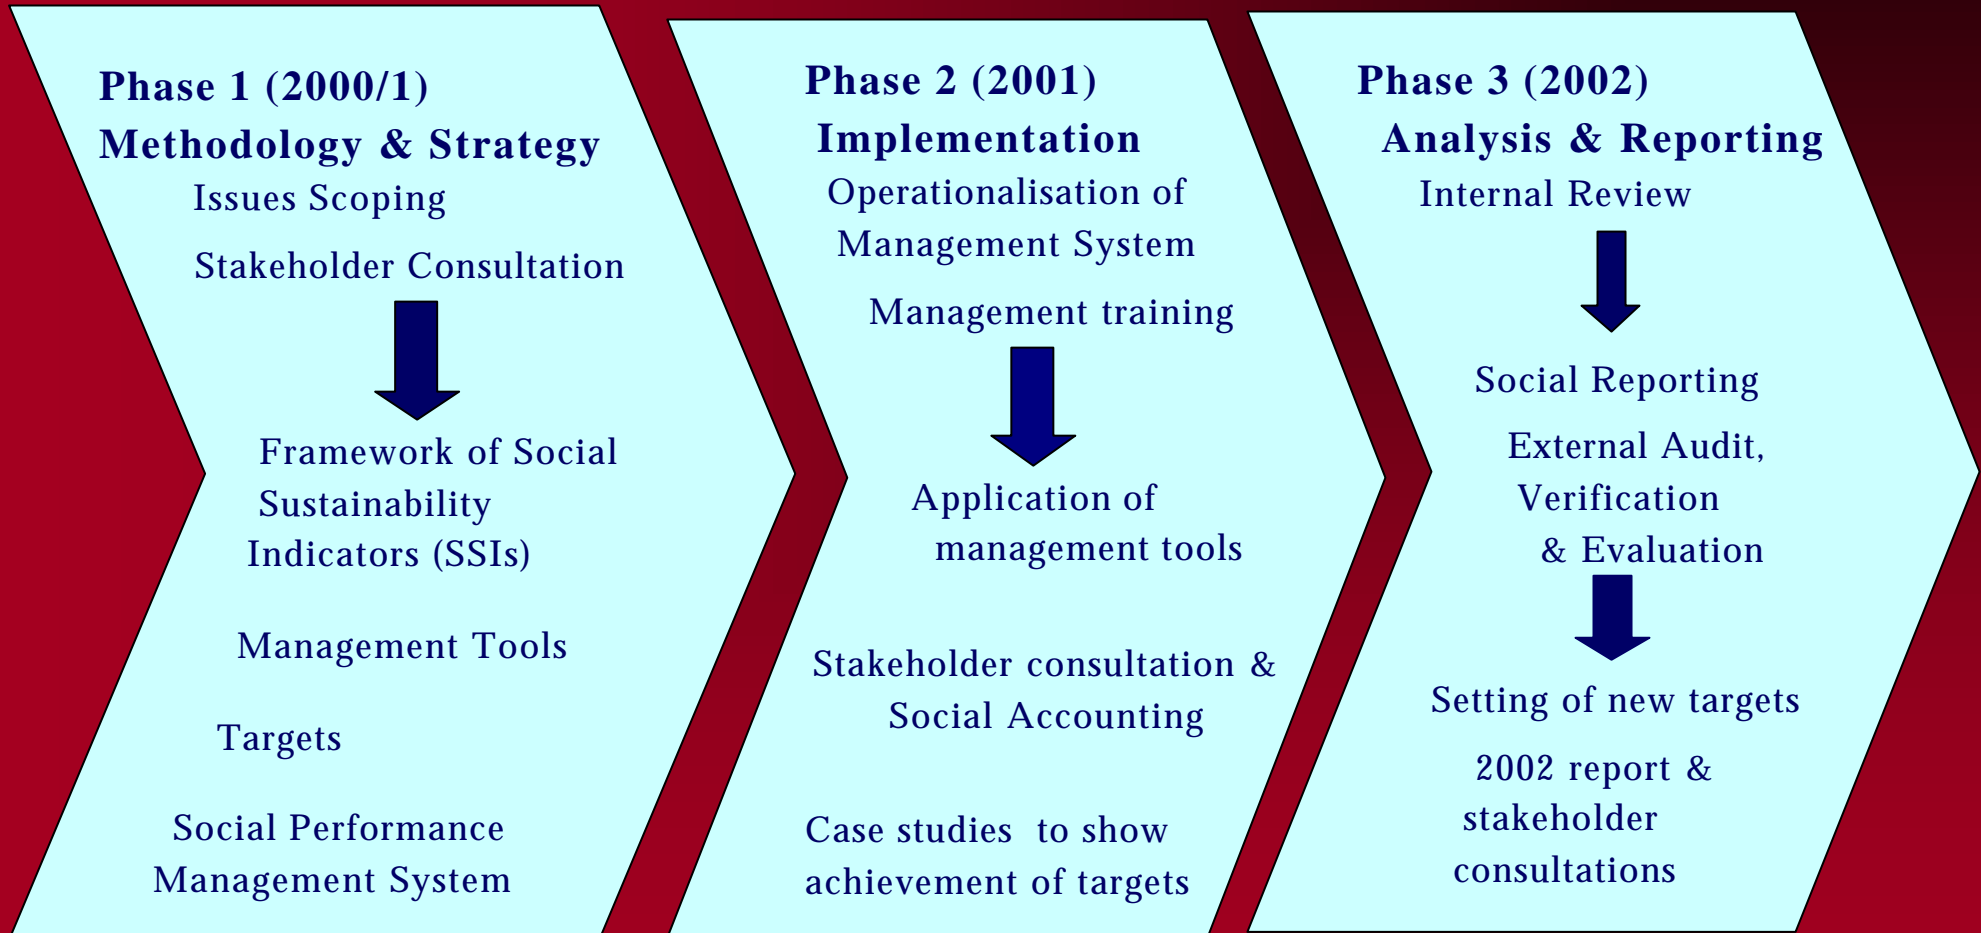 Phase 1 (2000/1)
Methodology & Strategy
Issues Scoping
Stakeholder Consultation
Framework of Social
Sustainability
Indicators (SSIs)
Management Tools
Targets
Social Performance
Management System
Phase 2 (2001)
Implementation
Operationalisation of
Management System
Management training
Application of
management tools
Stakeholder consultation &
Social Accounting
Case studies to show
achievement of targets
Phase 3 (2002)
Analysis & Reporting
Internal Review
Social Reporting
External Audit,
Verification
& Evaluation
Setting of new targets
2002 report &
stakeholder
consultations